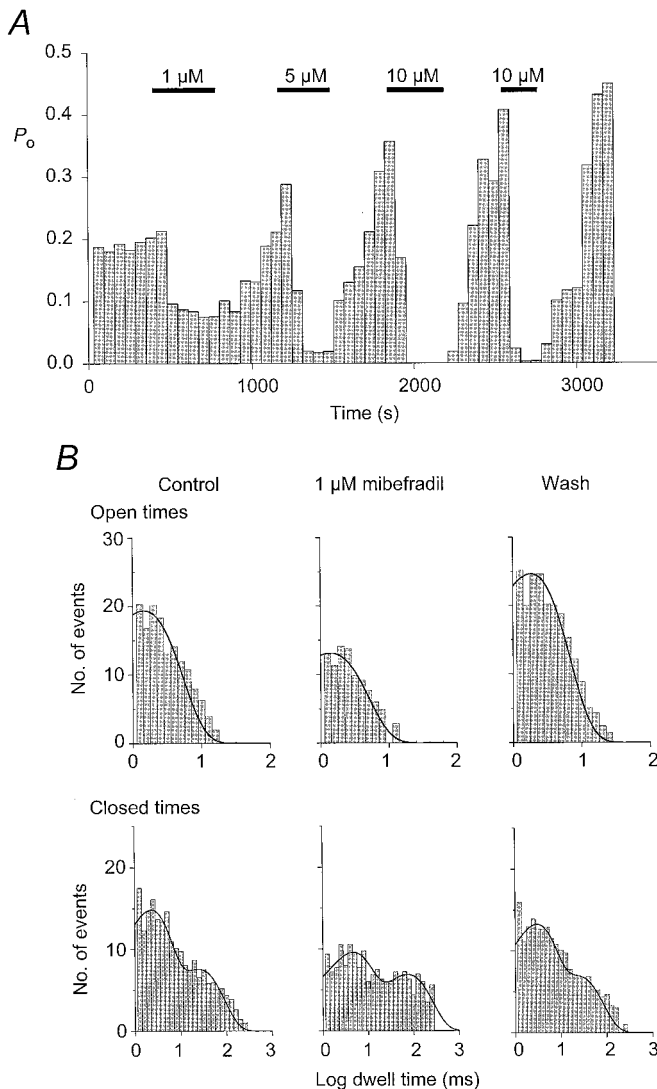 A
1 µM 5 µM 10 µM 10 µM
0.5
0.4
Po
0.3
0.2
0.1
0.0
0 1000 2000 3000
Time (s)
B
Control 1 µM mibefradil Wash
Open times
30
20
No. of events
10
0
0 1 2 0 1 2 0 1 2
Closed times
20
No. of events
10
0
0 1 2 3 0 1 2 3 0 1 2 3
Log dwell time (ms)